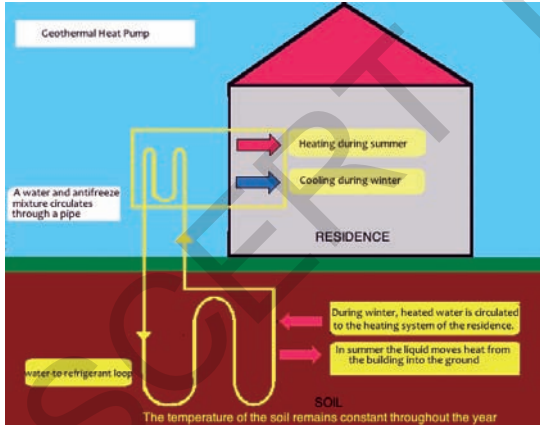 Geothermal Heat Pump
Heating during summer
Cooling during winter
A water and antifreeze
mixture circulates
through a pipe
RESIDENCE
During winter, heated water is circulated
to the heating system of the residence.
In summer the liquid moves heat from
the building into the ground
water-to-refrigerant loop
SOIL
The temperature of the soil remains constant throughout the year
SCERT